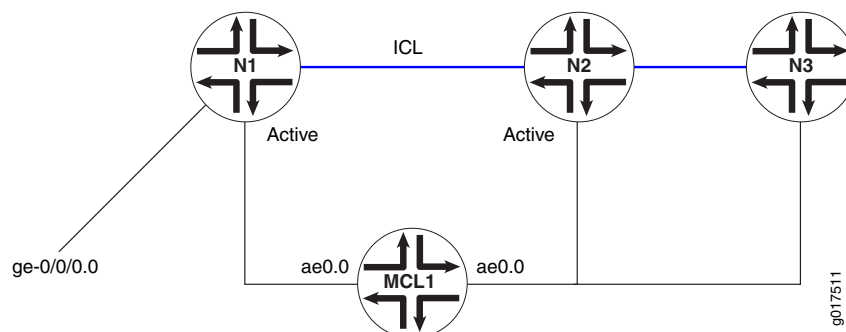 ICL
N1
N2
N3
Active
Active
ge-0/0/0.0
ae0.0
ae0.0
MCL1
g017511